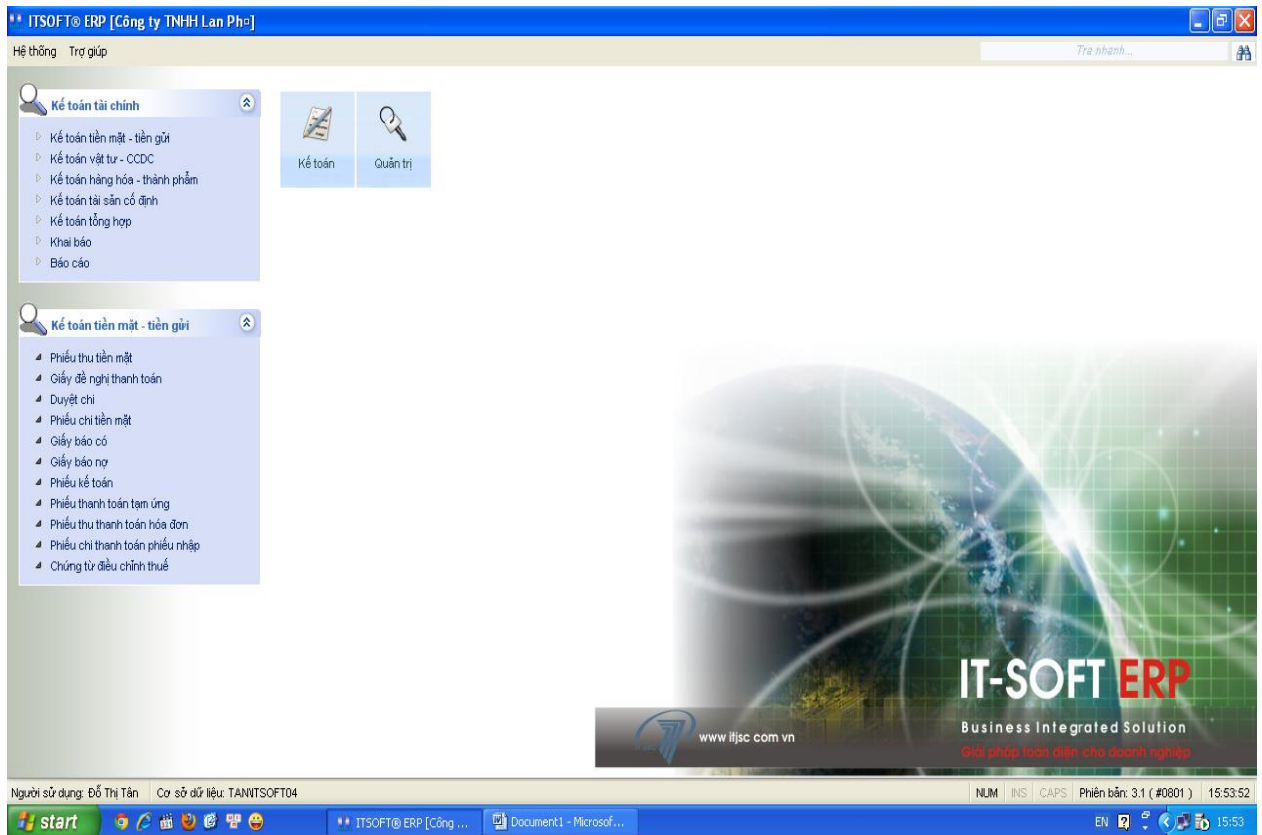 ITSOFT® ERP [Công ty TNHH Lan Ph¤]
Hệ thống Trợ giúp
Tra nhanh...
Kế toán tài chính
Kế toán tiền mặt - tiền gửi
Kế toán vật tư - CCDC
Kế toán hàng hóa - thành phẩm
Kế toán tài sản cố định
Kế toán tổng hợp
Khai báo
Báo cáo
Kế toán
Quản trị
Kế toán tiền mặt - tiền gửi
Phiếu thu tiền mặt
Giấy đề nghị thanh toán
Duyệt chi
Phiếu chi tiền mặt
Giấy báo có
Giấy báo nợ
Phiếu kế toán
Phiếu thanh toán tạm ứng
Phiếu thu thanh toán hóa đơn
Phiếu chi thanh toán phiếu nhập
Chứng từ điều chỉnh thuế
IT-SOFT ERP
Business Integrated Solution
Giải pháp toàn diện cho doanh nghiệp
www itjsc com vn
Người sử dụng: Đỗ Thị Tân Cơ sở dữ liệu: TAN\ITSOFT04
NUM INS CAPS Phiên bản: 3.1 ( #0801 ) 15:53:52
start
ITSOFT® ERP [Công ...
Document1 - Microsof...
EN
15:53